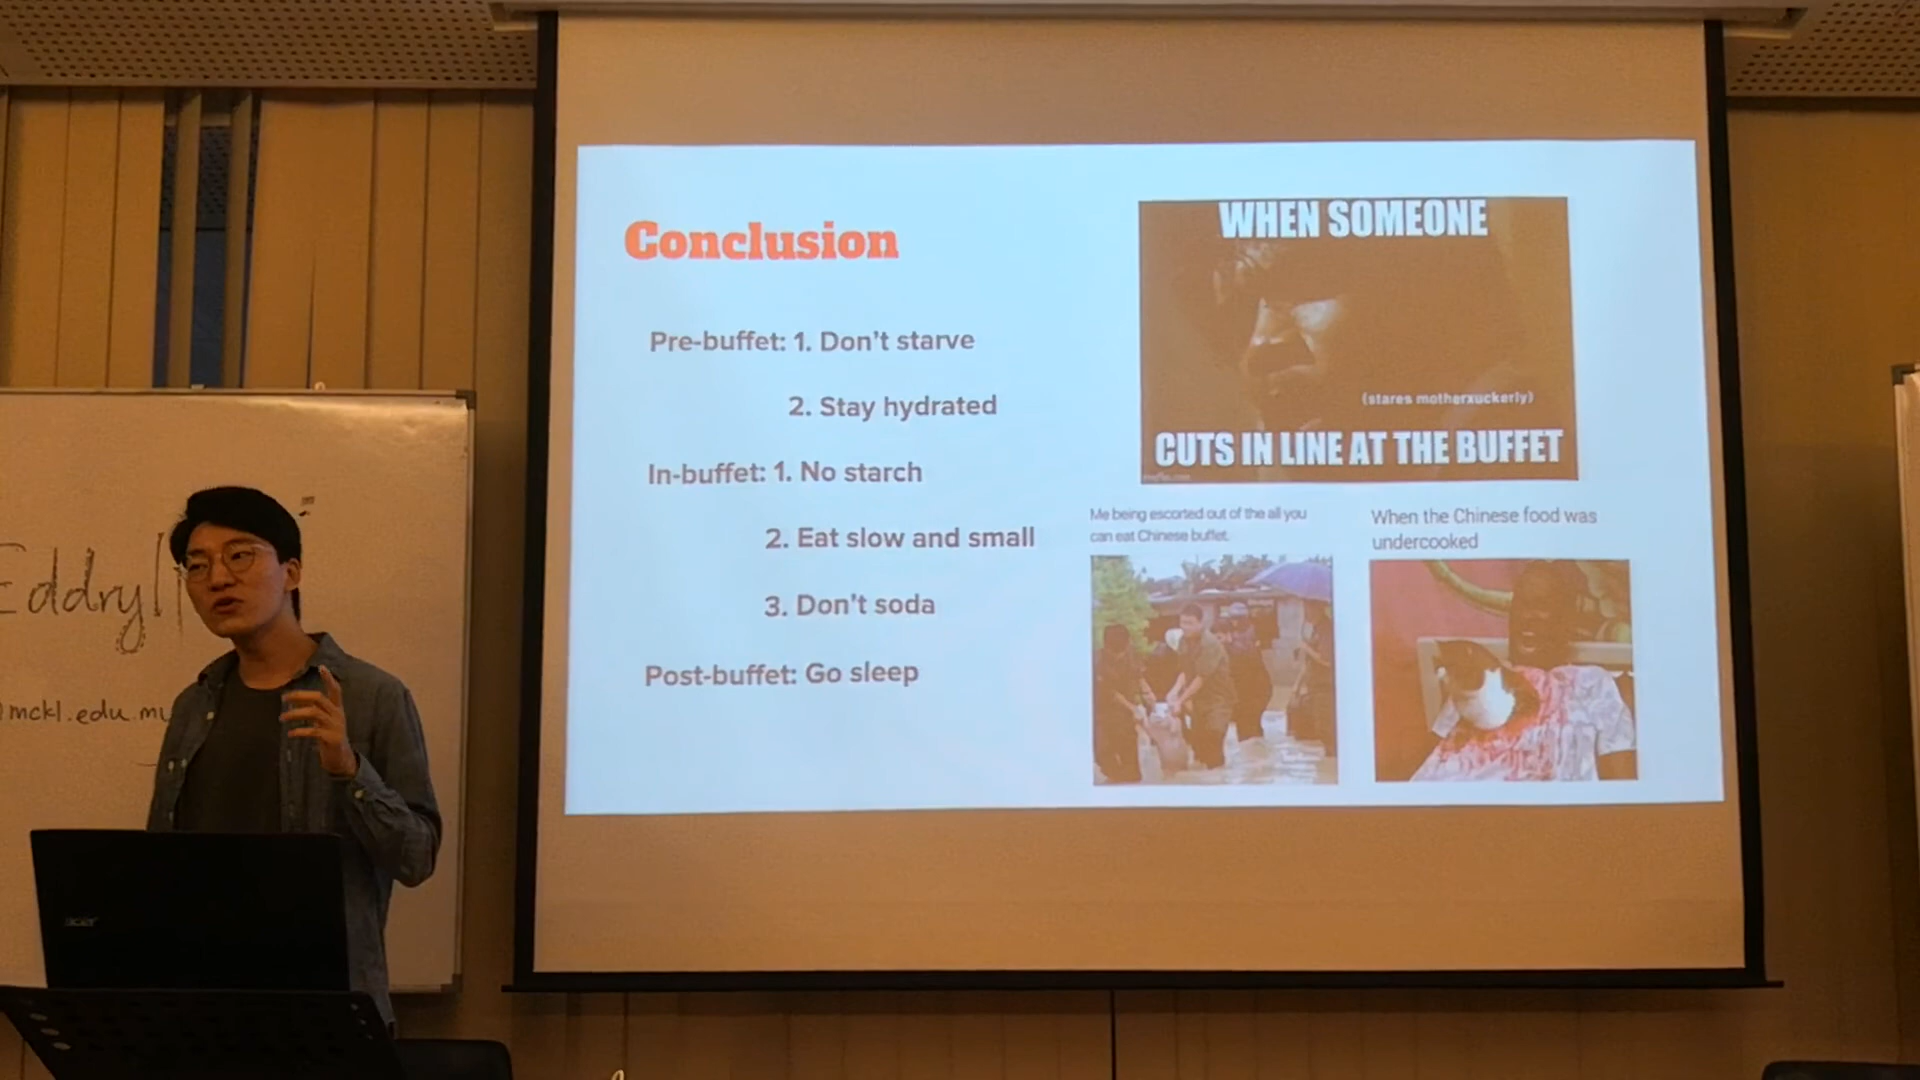 Conclusion
Pre-buffet: 1. Don't starve
2. Stay hydrated
In-buffet: 1. No starch
2. Eat slow and small
3. Don't soda
Post-buffet: Go sleep
WHEN SOMEONE
(stares motherxuckerly)
CUTS IN LINE AT THE BUFFET
Me being escorted out of the all you
can eat Chinese buffet.
When the Chinese food was
undercooked
Eddryl
mckl.edu.my
acer